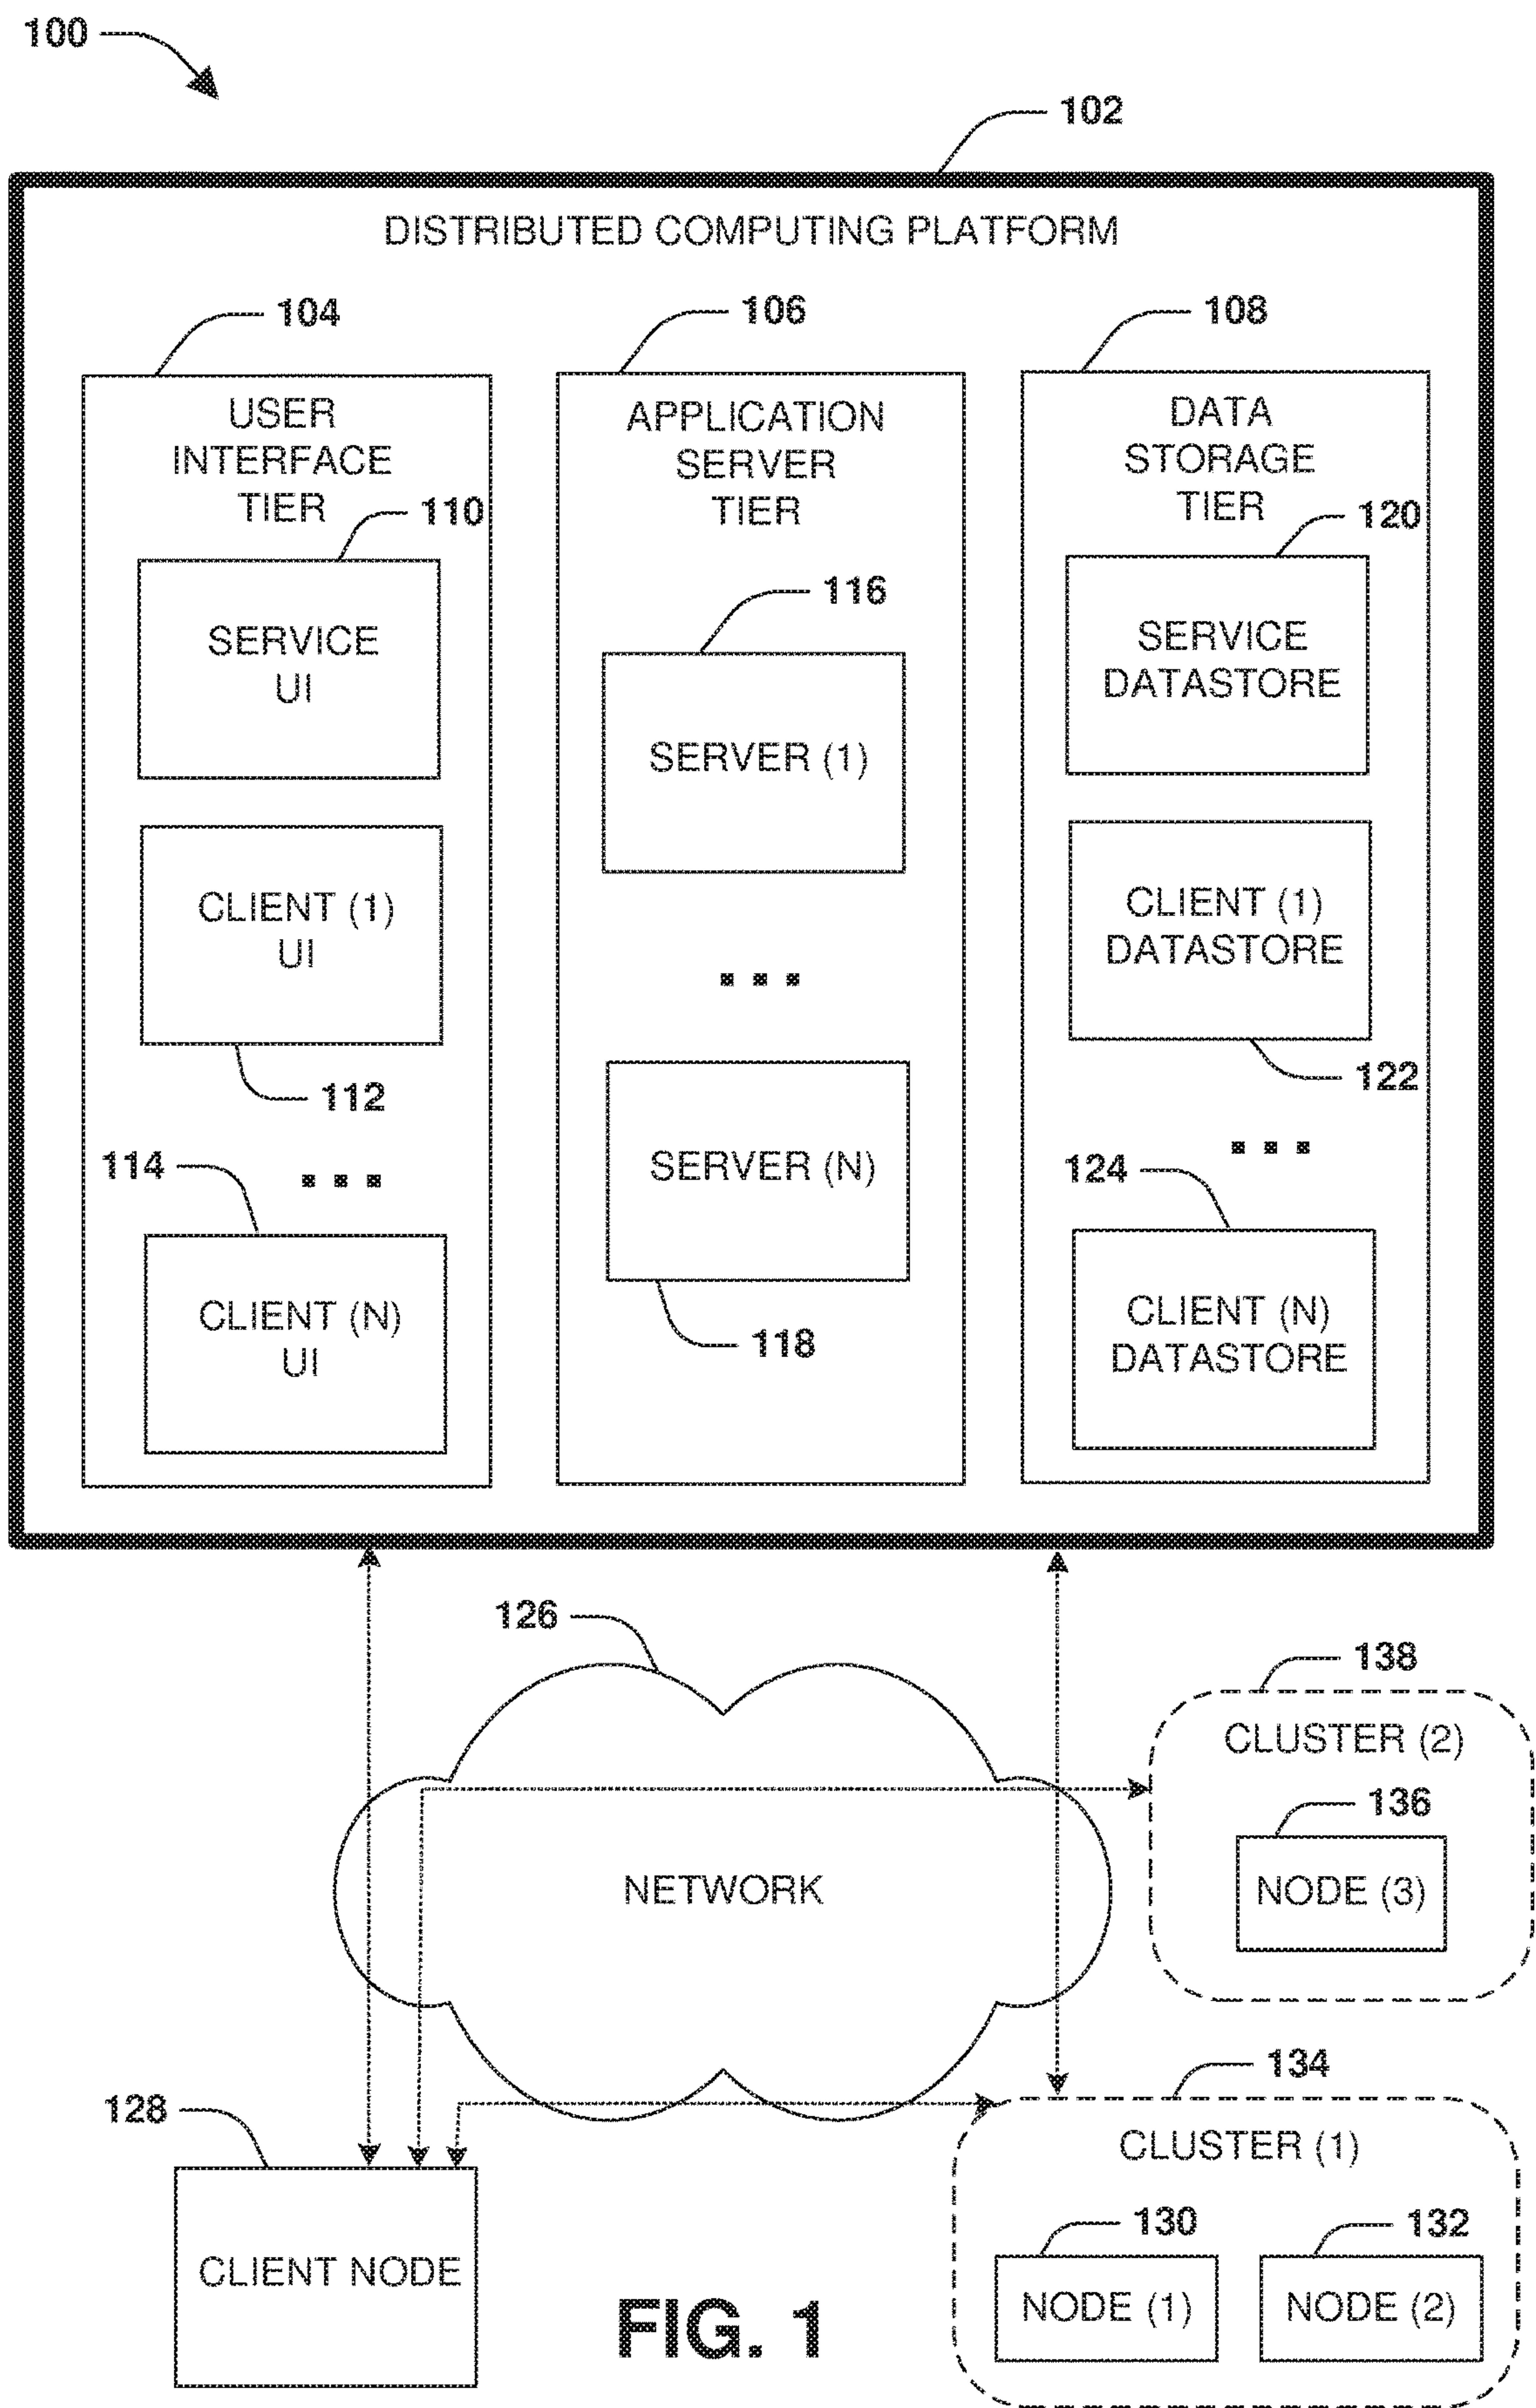 100
102
DISTRIBUTED COMPUTING PLATFORM
104
106
108
USER
INTERFACE
TIER
110
SERVICE
UI
CLIENT (1)
UI
112
114
CLIENT (N)
UI
APPLICATION
SERVER
TIER
116
SERVER (1)
SERVER (N)
118
DATA
STORAGE
TIER
120
SERVICE
DATASTORE
CLIENT (1)
DATASTORE
122
124
CLIENT (N)
DATASTORE
126
NETWORK
138
CLUSTER (2)
136
NODE (3)
134
CLUSTER (1)
130
132
NODE (1)
NODE (2)
128
CLIENT NODE
FIG. 1